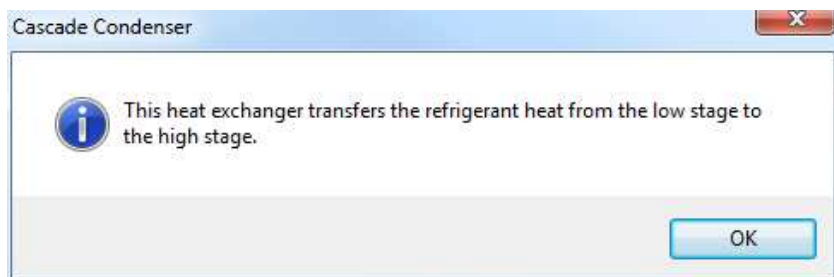 Cascade Condenser
This heat exchanger transfers the refrigerant heat from the low stage to
the high stage.
OK